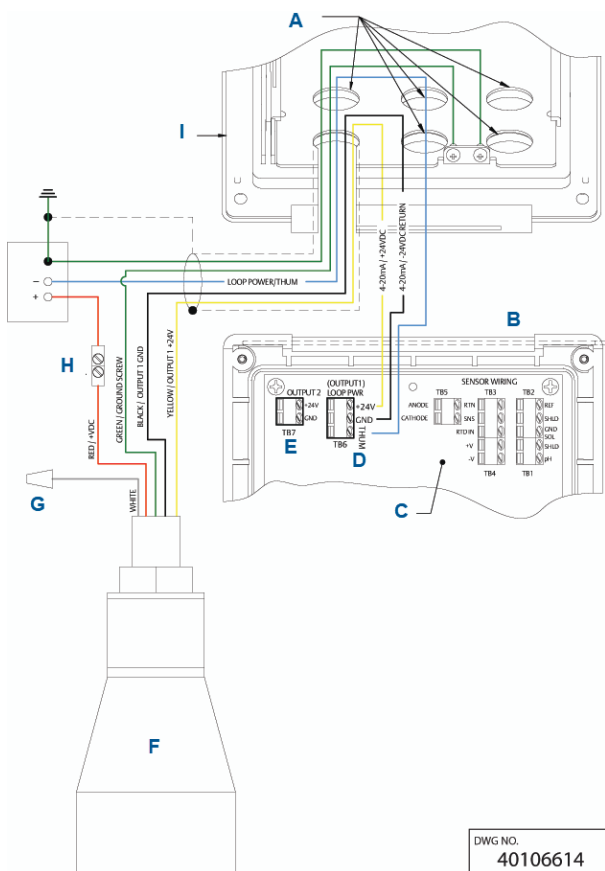 A
I
4-20mA / +24VDC
4-20mA / -24VDC RETURN
LOOP POWER/THUM
−
+
B
H
GREEN / GROUND SCREW
BLACK / OUTPUT 1 GND
YELLOW / OUTPUT 1 +24V
RED / +VDC
OUTPUT 2
+24V
GND
TB7
E
(OUTPUT1)
LOOP PWR
+24V
GND
THUM
TB6
D
SENSOR WIRING
TB5
TB3
TB2
ANODE
CATHODE
RTN
SNS
RTD IN
+V
-V
TB4
REF
SHLD
GND
SOL
SHLD
pH
TB1
C
G
WHITE
F
DWG NO.
40106614